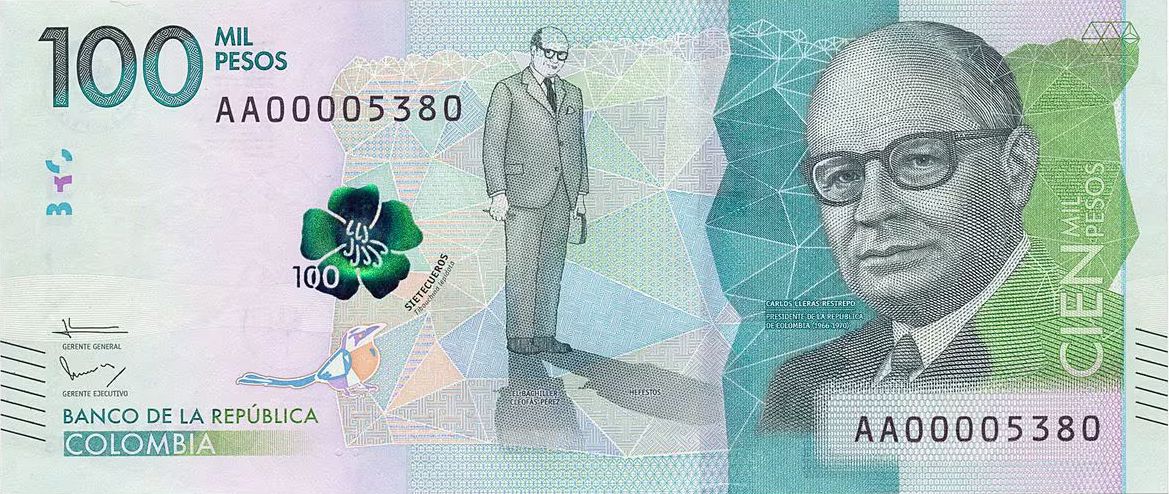 100 MIL
PESOS
AA00005380
100
SIETECUEROS
Tibouchina lepidota
GERENTE GENERAL
GERENTE EJECUTIVO
BANCO DE LA REPÚBLICA
COLOMBIA
EL BACHILLER
CLEOFÁS PÉREZ
HEFESTOS
CARLOS LLERAS RESTREPO
PRESIDENTE DE LA REPÚBLICA
DE COLOMBIA (1966-1970)
CIEN MIL
PESOS
AA00005380